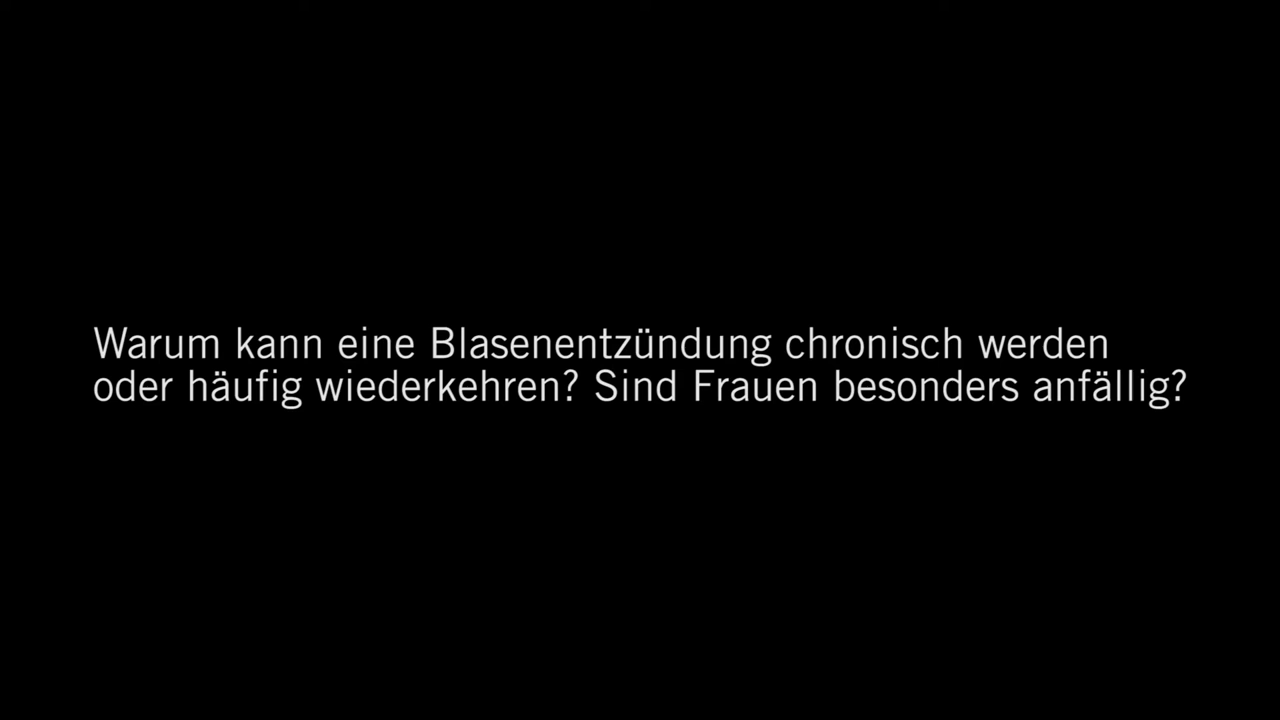 Warum kann eine Blasenentzündung chronisch werden
oder häufig wiederkehren? Sind Frauen besonders anfällig?